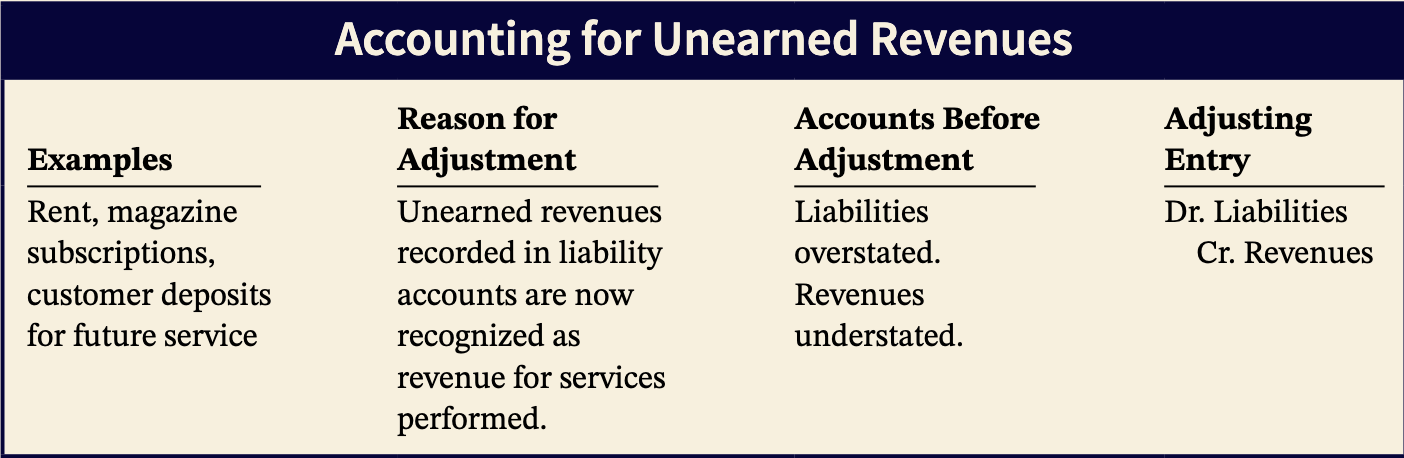 Accounting for Unearned Revenues
Examples
Rent, magazine
subscriptions,
customer deposits
for future service
Reason for
Adjustment
Unearned revenues
recorded in liability
accounts are now
recognized as
revenue for services
performed.
Accounts Before
Adjustment
Liabilities
overstated.
Revenues
understated.
Adjusting
Entry
Dr. Liabilities
Cr. Revenues